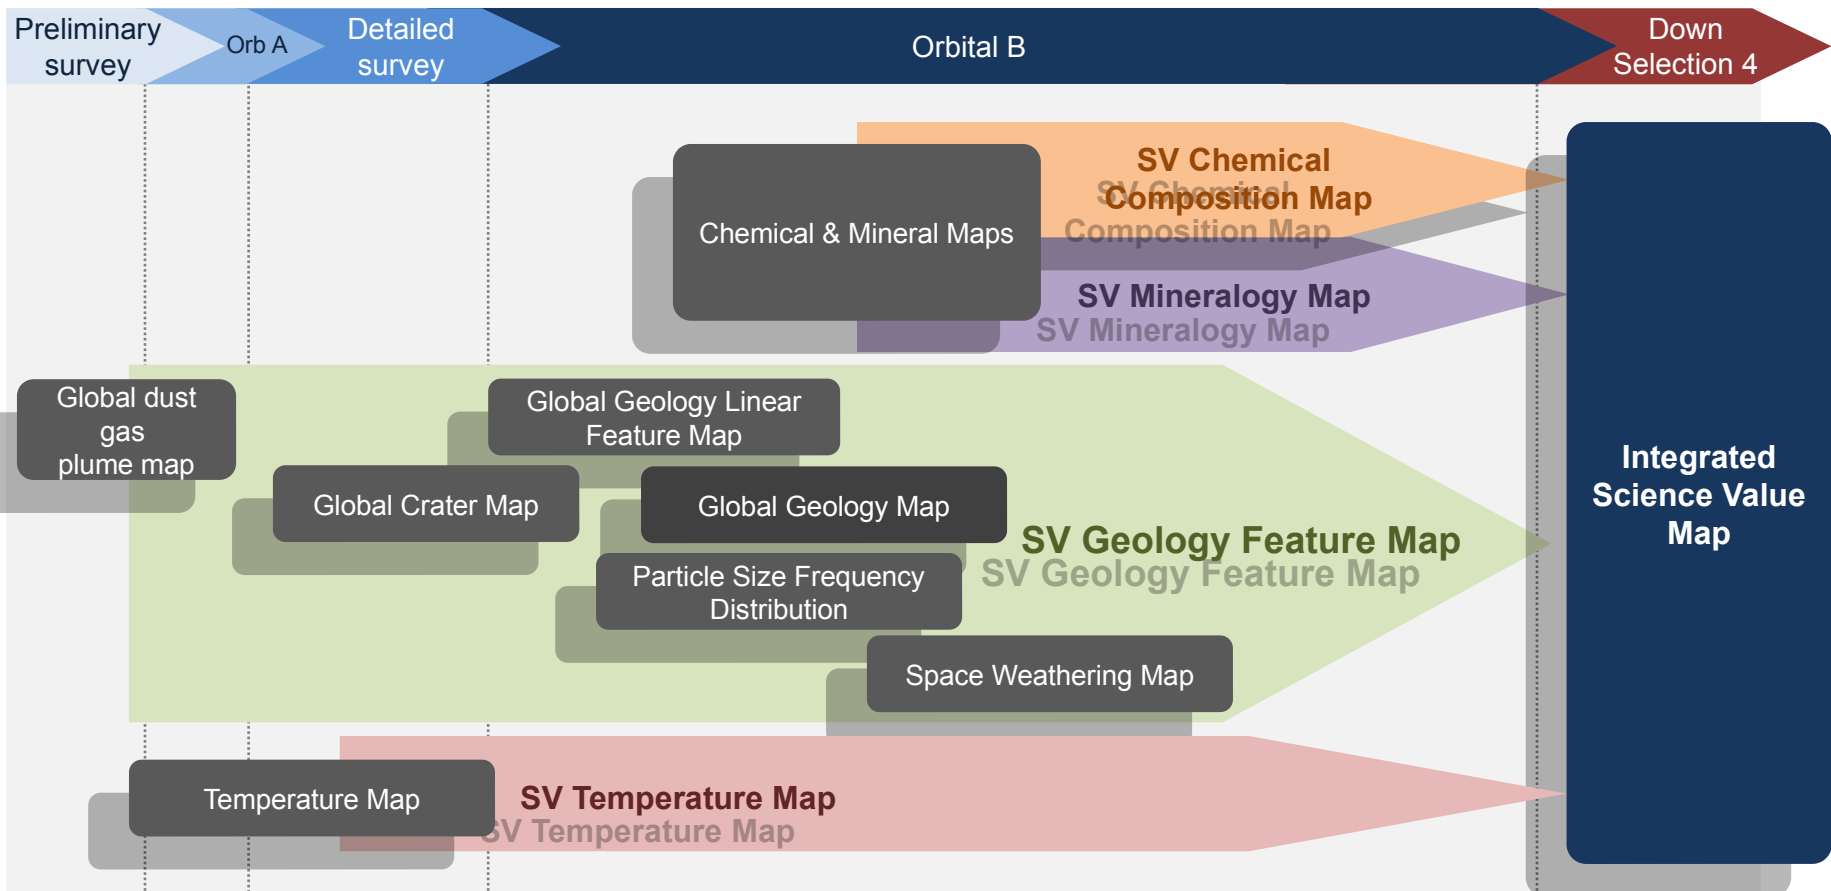 Preliminary
survey
Orb A
Detailed
survey
Orbital B
Down
Selection 4
SV Chemical
Composition Map
SV Chemical
Composition Map
Chemical & Mineral Maps
SV Mineralogy Map
SV Mineralogy Map
Global dust
gas
plume map
Global Geology Linear
Feature Map
Global Crater Map
Global Geology Map
SV Geology Feature Map
SV Geology Feature Map
Particle Size Frequency
Distribution
Space Weathering Map
Temperature Map
SV Temperature Map
SV Temperature Map
Integrated
Science Value
Map